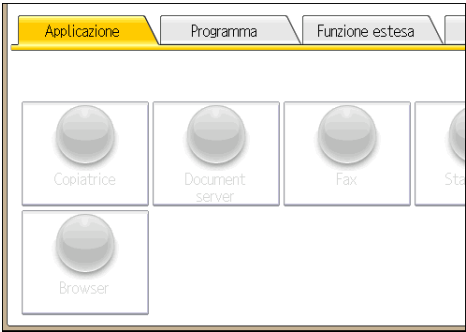 Applicazione Programma Funzione estesa
Copiatrice Document server Fax
Browser